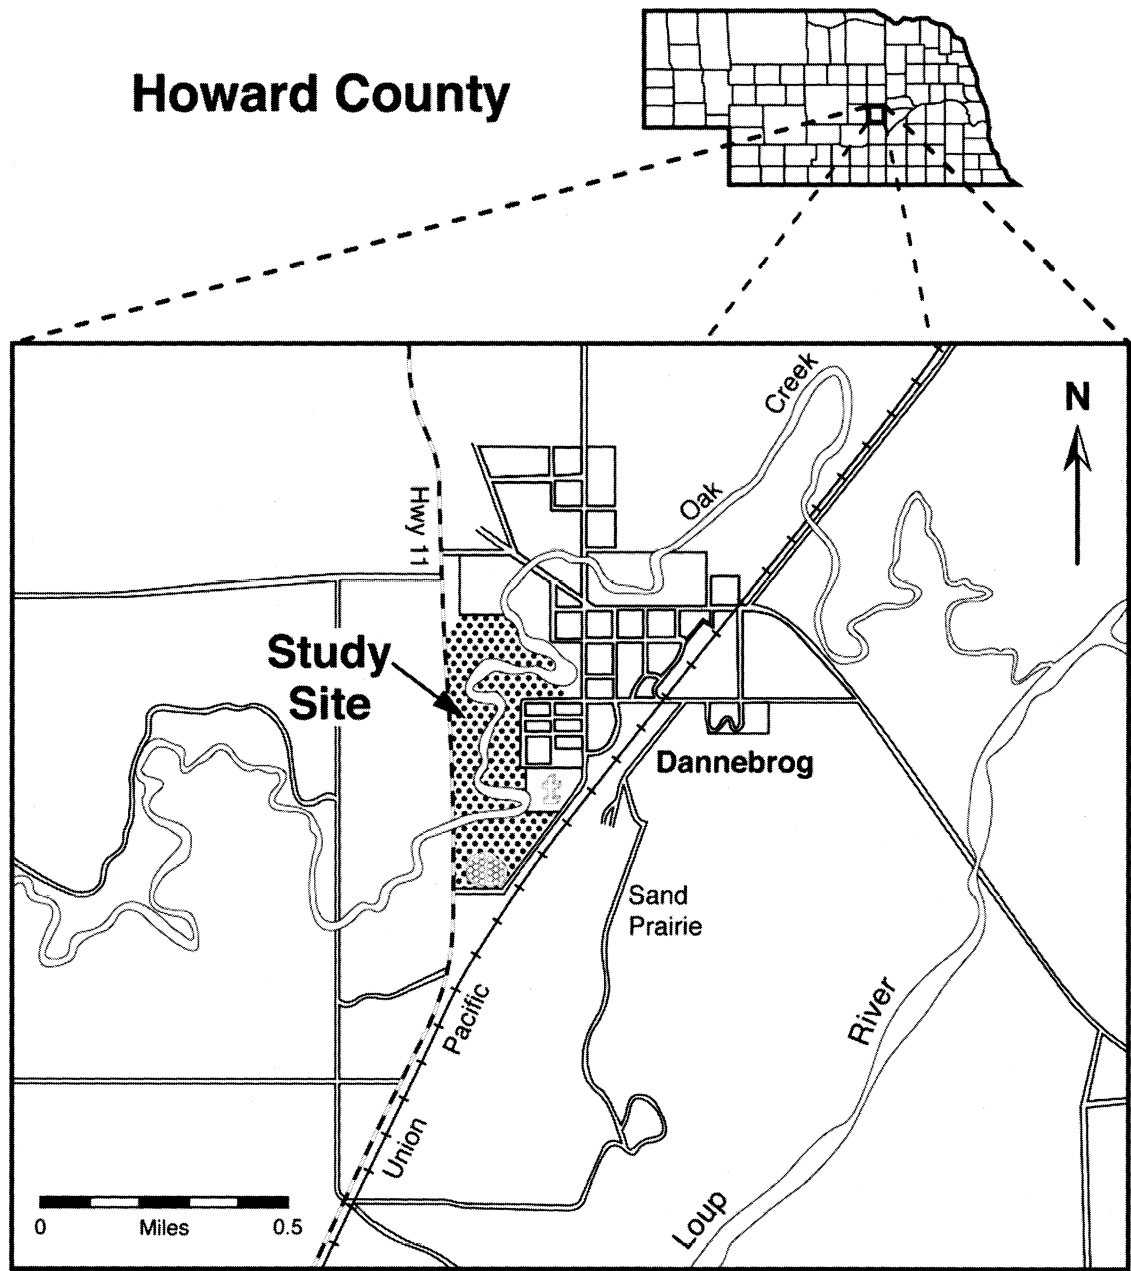 Howard County
Creek
N
Oak
Hwy 11
Study
Site
Dannebrog
Sand
Prairie
River
Pacific
Union
Loup
0 Miles 0.5